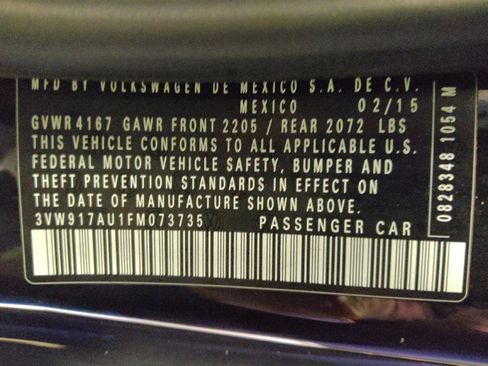 MFD BY VOLKSWAGEN DE MEXICO S.A. DE C.V.
MEXICO 02/15
GVWR 4167 GAWR FRONT 2205 / REAR 2072 LBS
THIS VEHICLE CONFORMS TO ALL APPLICABLE U.S.
FEDERAL MOTOR VEHICLE SAFETY, BUMPER AND
THEFT PREVENTION STANDARDS IN EFFECT ON
THE DATE OF MANUFACTURE SHOWN ABOVE.
3VW917AU1FM073735 PASSENGER CAR
0828348 1054 M